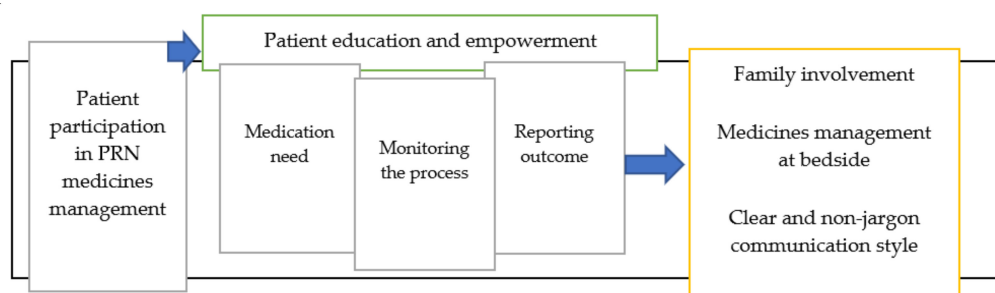 Patient education and empowerment
Patient
participation
in PRN
medicines
management
Medication
need
Monitoring
the process
Reporting
outcome
Family involvement
Medicines management
at bedside
Clear and non-jargon
communication style